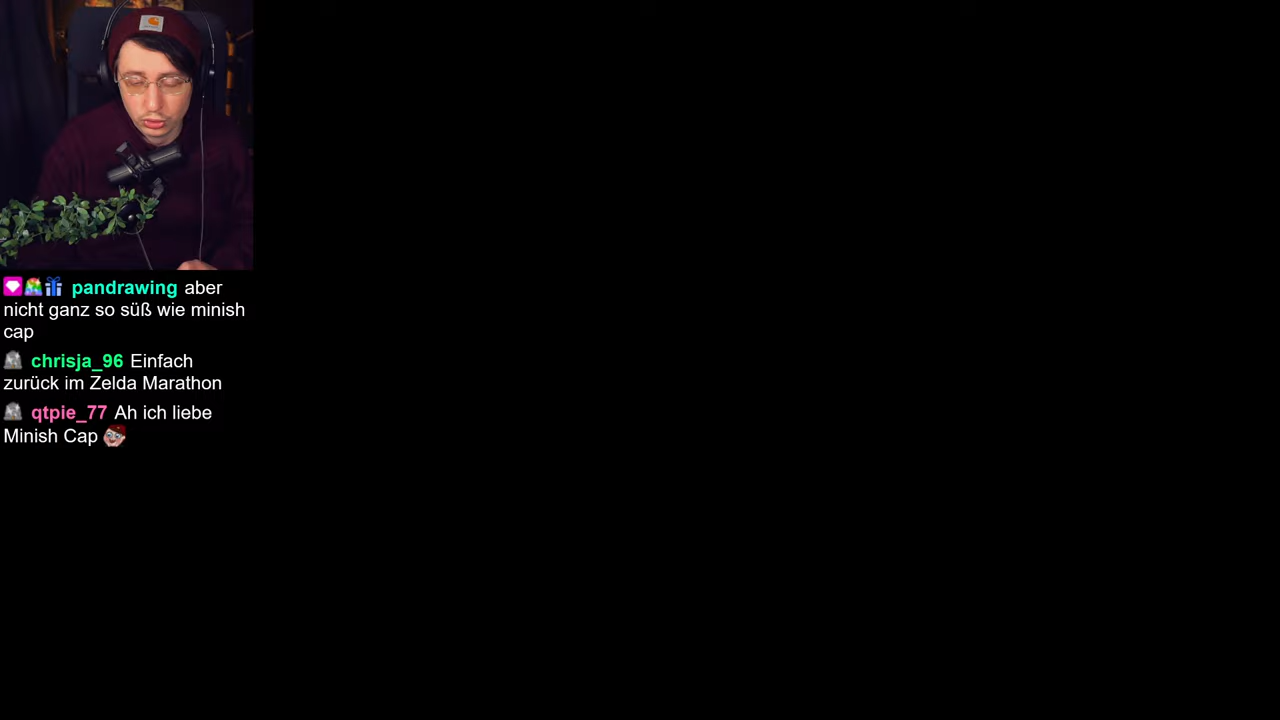 pandrawing aber
nicht ganz so süß wie minish
cap
chrisja_96 Einfach
zurück im Zelda Marathon
qtpie_77 Ah ich liebe
Minish Cap